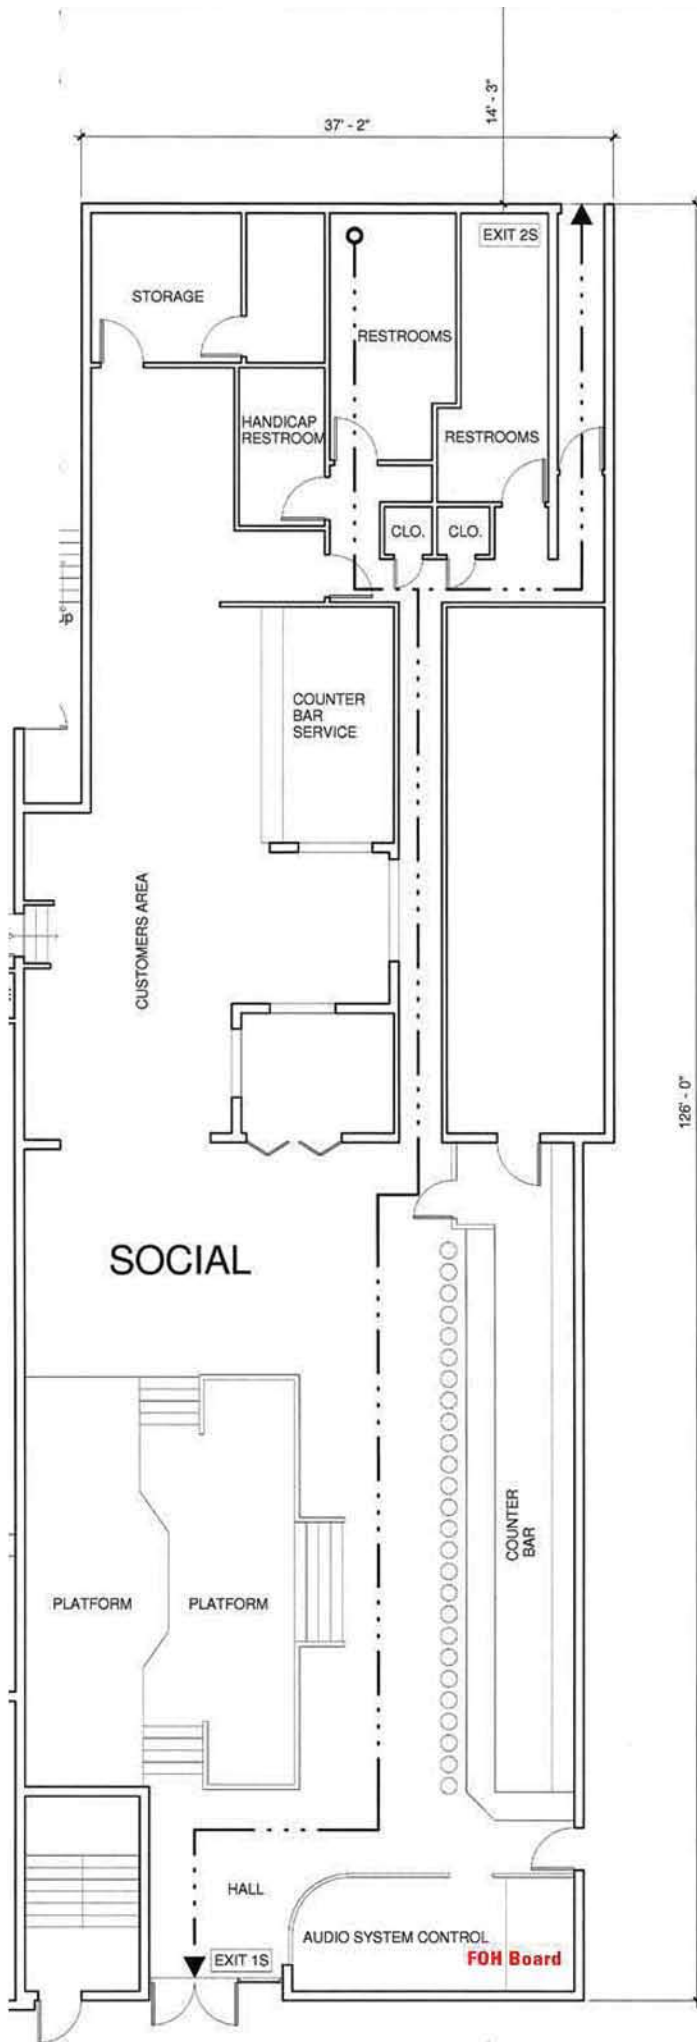 14' - 3"
37' - 2"
EXIT 2S
STORAGE
RESTROOMS
HANDICAP
RESTROOM
RESTROOMS
CLO.
CLO.
COUNTER
BAR
SERVICE
CUSTOMERS AREA
126' - 0"
SOCIAL
COUNTER
BAR
PLATFORM
PLATFORM
HALL
AUDIO SYSTEM CONTROL
FOH Board
EXIT 1S